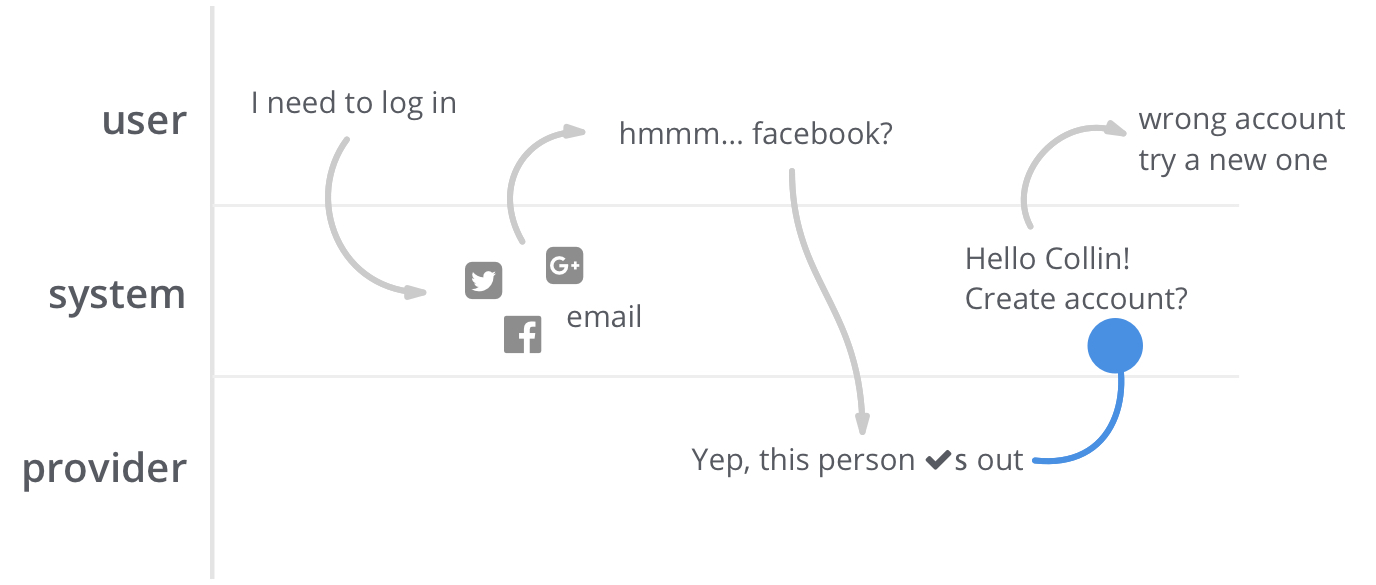 user
I need to log in
hmmm... facebook?
wrong account
try a new one
system
G+
email
Hello Collin!
Create account?
provider
Yep, this person ✔s out